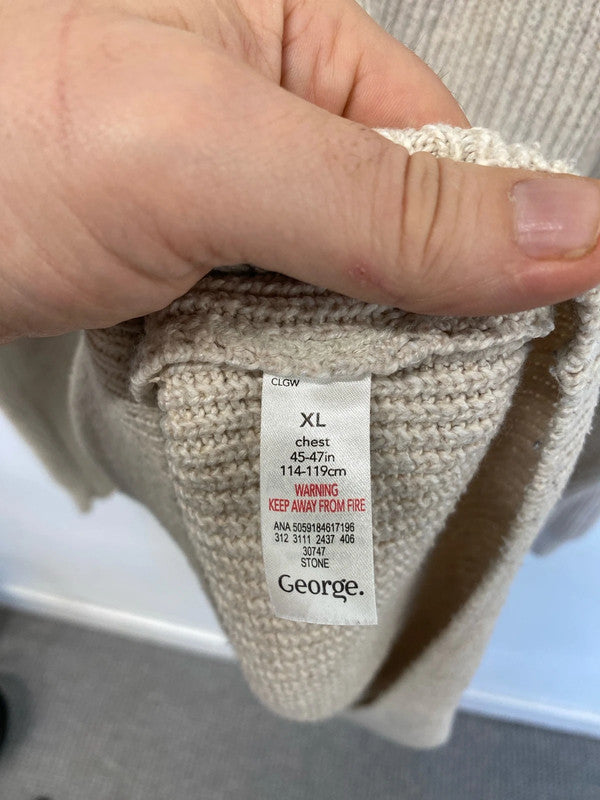 CLGW
XL
chest
45-47in
114-119cm
WARNING
KEEP AWAY FROM FIRE
ANA 5059184617196
312 3111 2437 406
30747
STONE
George.